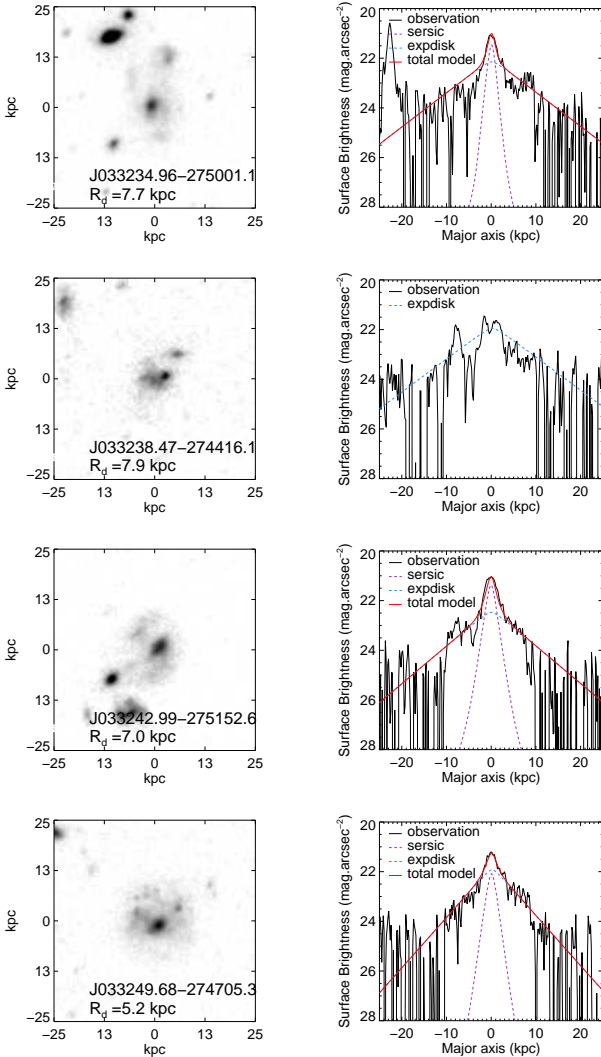 25
13
0
13
25
kpc
J033234.96−275001.1
R_d =7.7 kpc
−25 −13 0 13 25
kpc
20
22
24
26
28
Surface Brightness (mag.arcsec⁻²)
observation
sersic
expdisk
total model
−20 −10 0 10 20
Major axis (kpc)
25
13
0
13
25
kpc
J033238.47−274416.1
R_d =7.9 kpc
−25 −13 0 13 25
kpc
20
22
24
26
28
Surface Brightness (mag.arcsec⁻²)
observation
expdisk
−20 −10 0 10 20
Major axis (kpc)
25
13
0
13
−25
kpc
J033242.99−275152.6
R_d =7.0 kpc
−25 −13 0 13 25
kpc
20
22
24
26
28
Surface Brightness (mag.arcsec⁻²)
observation
sersic
expdisk
total model
−20 −10 0 10 20
Major axis (kpc)
25
13
0
13
−25
kpc
J033249.68−274705.3
R_d =5.2 kpc
−25 −13 0 13 25
kpc
20
22
24
26
28
Surface Brightness (mag.arcsec⁻²)
observation
sersic
expdisk
total model
−20 −10 0 10 20
Major axis (kpc)